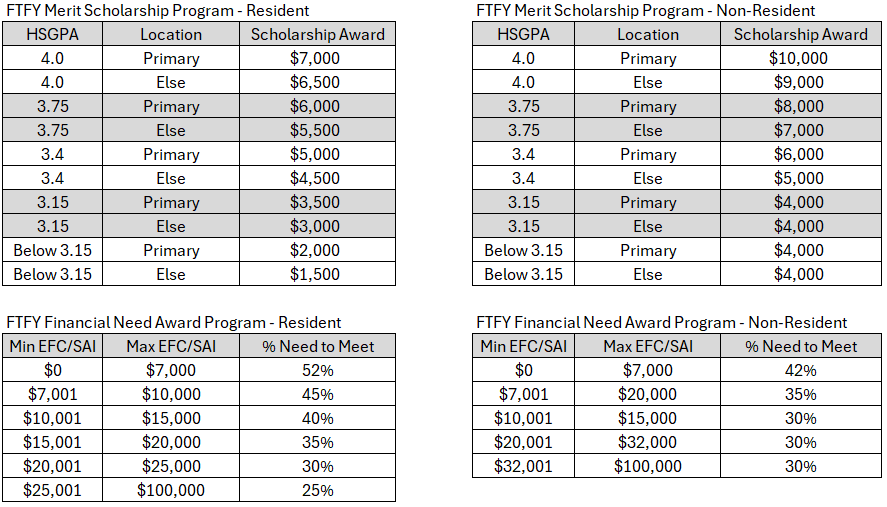 FTFY Merit Scholarship Program - Resident
HSGPA Location Scholarship Award
4.0 Primary $7,000
4.0 Else $6,500
3.75 Primary $6,000
3.75 Else $5,500
3.4 Primary $5,000
3.4 Else $4,500
3.15 Primary $3,500
3.15 Else $3,000
Below 3.15 Primary $2,000
Below 3.15 Else $1,500
FTFY Merit Scholarship Program - Non-Resident
HSGPA Location Scholarship Award
4.0 Primary $10,000
4.0 Else $9,000
3.75 Primary $8,000
3.75 Else $7,000
3.4 Primary $6,000
3.4 Else $5,000
3.15 Primary $4,000
3.15 Else $4,000
Below 3.15 Primary $4,000
Below 3.15 Else $4,000
FTFY Financial Need Award Program - Resident
Min EFC/SAI Max EFC/SAI % Need to Meet
$0 $7,000 52%
$7,001 $10,000 45%
$10,001 $15,000 40%
$15,001 $20,000 35%
$20,001 $25,000 30%
$25,001 $100,000 25%
FTFY Financial Need Award Program - Non-Resident
Min EFC/SAI Max EFC/SAI % Need to Meet
$0 $7,000 42%
$7,001 $20,000 35%
$10,001 $15,000 30%
$20,001 $32,000 30%
$32,001 $100,000 30%